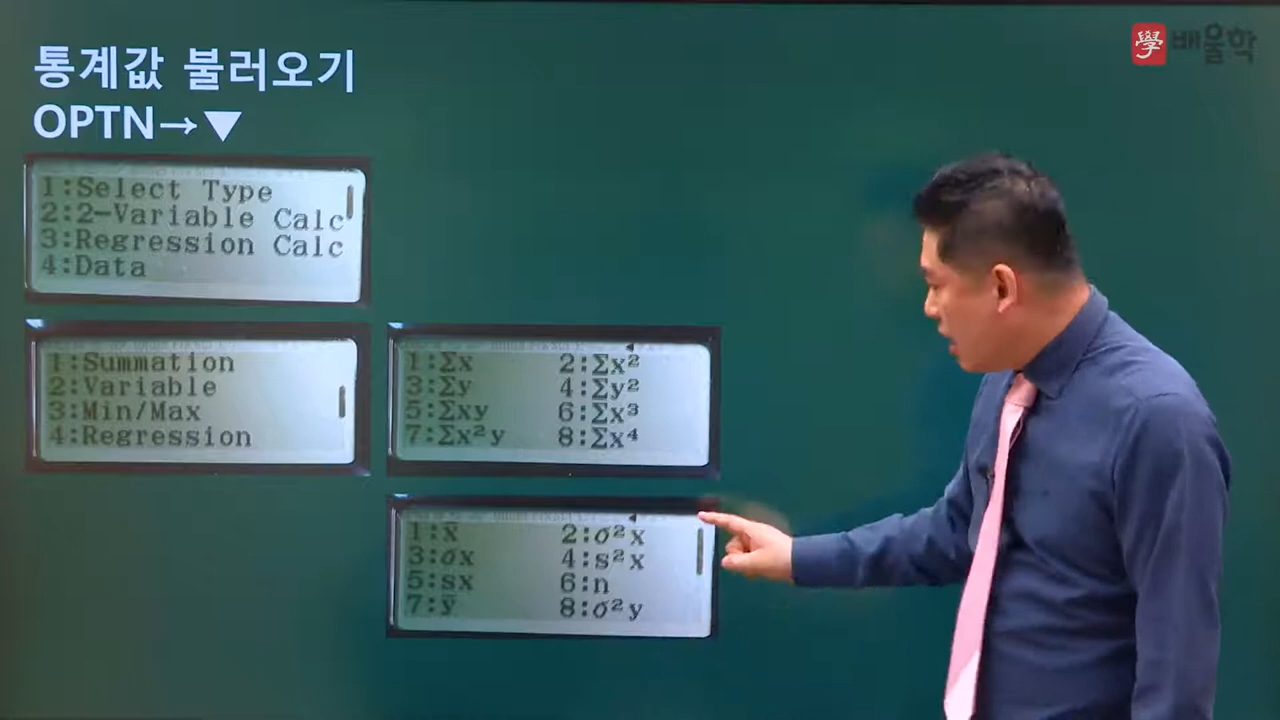 통계값 불러오기
OPTN→▼
學 배울학
1:Select Type
2:2-Variable Calc
3:Regression Calc
4:Data
1:Summation
2:Variable
3:Min/Max
4:Regression
1:Σx 2:Σx²
3:Σy 4:Σy²
5:Σxy 6:Σx³
7:Σx²y 8:Σx⁴
1:x̄ 2:σ²x
3:σx 4:s²x
5:sx 6:n
7:ȳ 8:σ²y